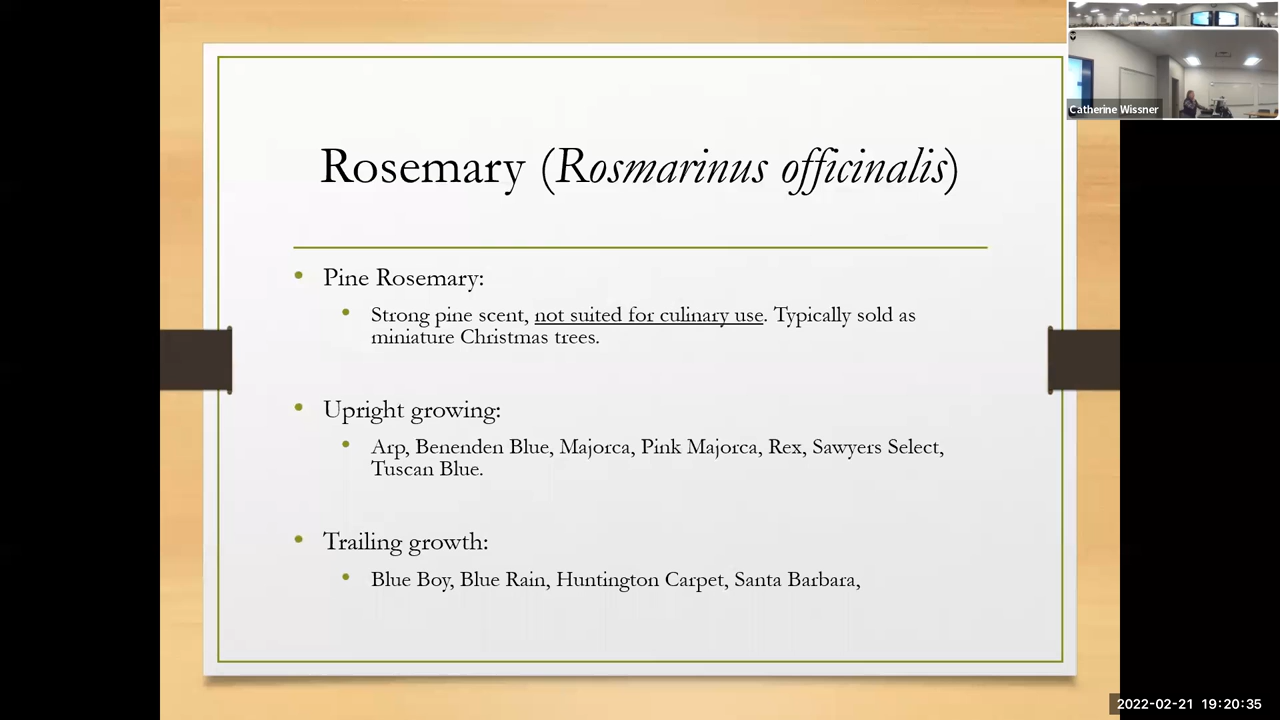 Catherine Wissner
Rosemary (Rosmarinus officinalis)
• Pine Rosemary:
• Strong pine scent, not suited for culinary use. Typically sold as
miniature Christmas trees.
• Upright growing:
• Arp, Benenden Blue, Majorca, Pink Majorca, Rex, Sawyers Select,
Tuscan Blue.
• Trailing growth:
• Blue Boy, Blue Rain, Huntington Carpet, Santa Barbara,
2022-02-21 19:20:35